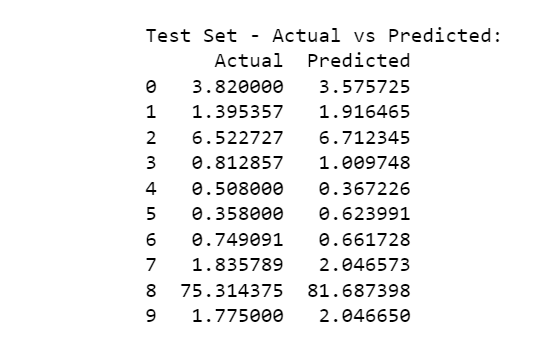 Test Set - Actual vs Predicted:
Actual Predicted
0 3.820000 3.575725
1 1.395357 1.916465
2 6.522727 6.712345
3 0.812857 1.009748
4 0.508000 0.367226
5 0.358000 0.623991
6 0.749091 0.661728
7 1.835789 2.046573
8 75.314375 81.687398
9 1.775000 2.046650